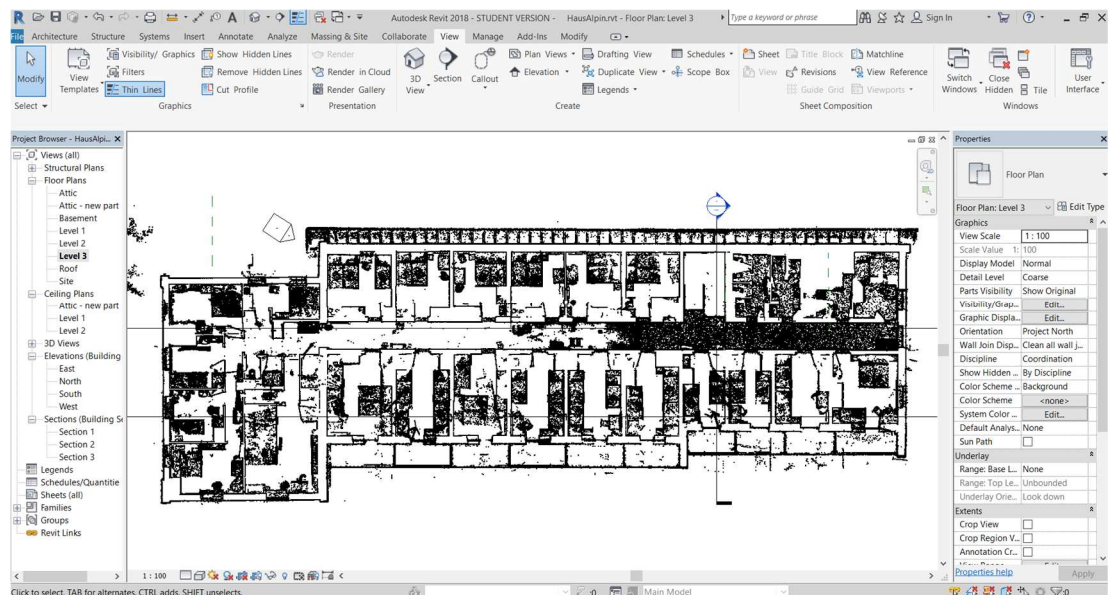 Autodesk Revit 2018 - STUDENT VERSION -    HausAlpin.rvt - Floor Plan: Level 3
Type a keyword or phrase
Sign In
File Architecture Structure Systems Insert Annotate Analyze Massing & Site Collaborate View Manage Add-Ins Modify
Modify
Select
View Templates
Visibility/ Graphics
Filters
Thin Lines
Show Hidden Lines
Remove Hidden Lines
Cut Profile
Graphics
Render
Render in Cloud
Render Gallery
Presentation
3D View
Section
Callout
Plan Views
Elevation
Drafting View
Duplicate View
Legends
Schedules
Scope Box
Create
Sheet
View
Title Block
Revisions
Guide Grid
Matchline
View Reference
Viewports
Sheet Composition
Switch Windows
Close Hidden
Tile
User Interface
Windows
Project Browser - HausAlpi...
Views (all)
Structural Plans
Floor Plans
Attic
Attic - new part
Basement
Level 1
Level 2
Level 3
Roof
Site
Ceiling Plans
Attic - new part
Level 1
Level 2
3D Views
Elevations (Building
East
North
South
West
Sections (Building Se
Section 1
Section 2
Section 3
Legends
Schedules/Quantitie
Sheets (all)
Families
Groups
Revit Links
Properties
Floor Plan
Floor Plan: Level 3
Edit Type
Graphics
View Scale 1 : 100
Scale Value 1: 100
Display Model Normal
Detail Level Coarse
Parts Visibility Show Original
Visibility/Grap... Edit...
Graphic Displa... Edit...
Orientation Project North
Wall Join Disp... Clean all wall j...
Discipline Coordination
Show Hidden ... By Discipline
Color Scheme ... Background
Color Scheme <none>
System Color ... Edit...
Default Analys... None
Sun Path
Underlay
Range: Base L... None
Range: Top Le... Unbounded
Underlay Orie... Look down
Extents
Crop View
Crop Region V...
Annotation Cr...
Properties help
Apply
1 : 100
Click to select, TAB for alternates, CTRL adds, SHIFT unselects.
:0
Main Model
:0